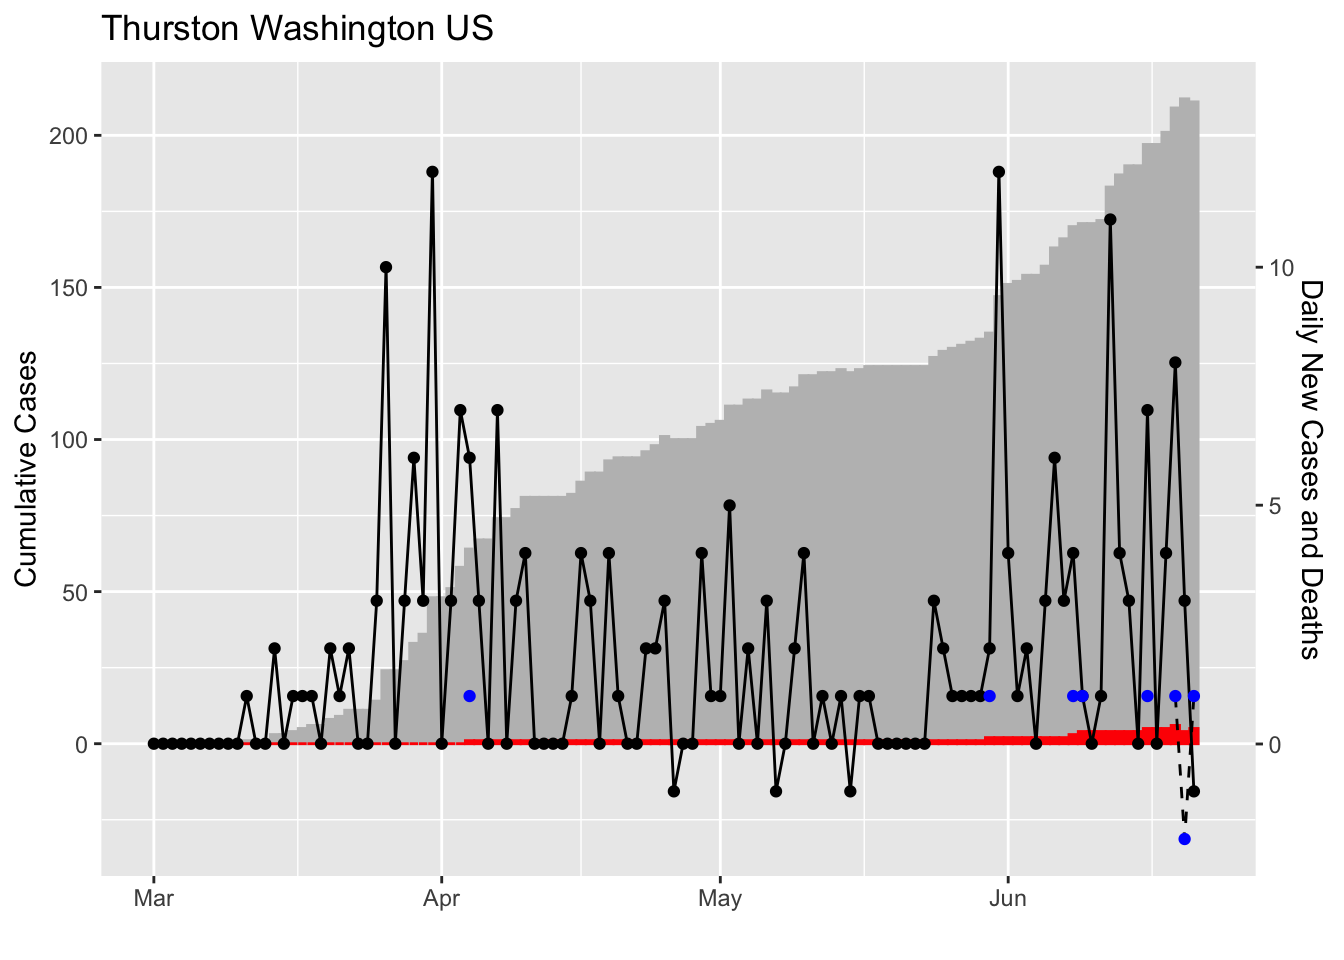 Thurston Washington US
Cumulative Cases
200
150
100
50
0
10
5
0
Daily New Cases and Deaths
Mar
Apr
May
Jun